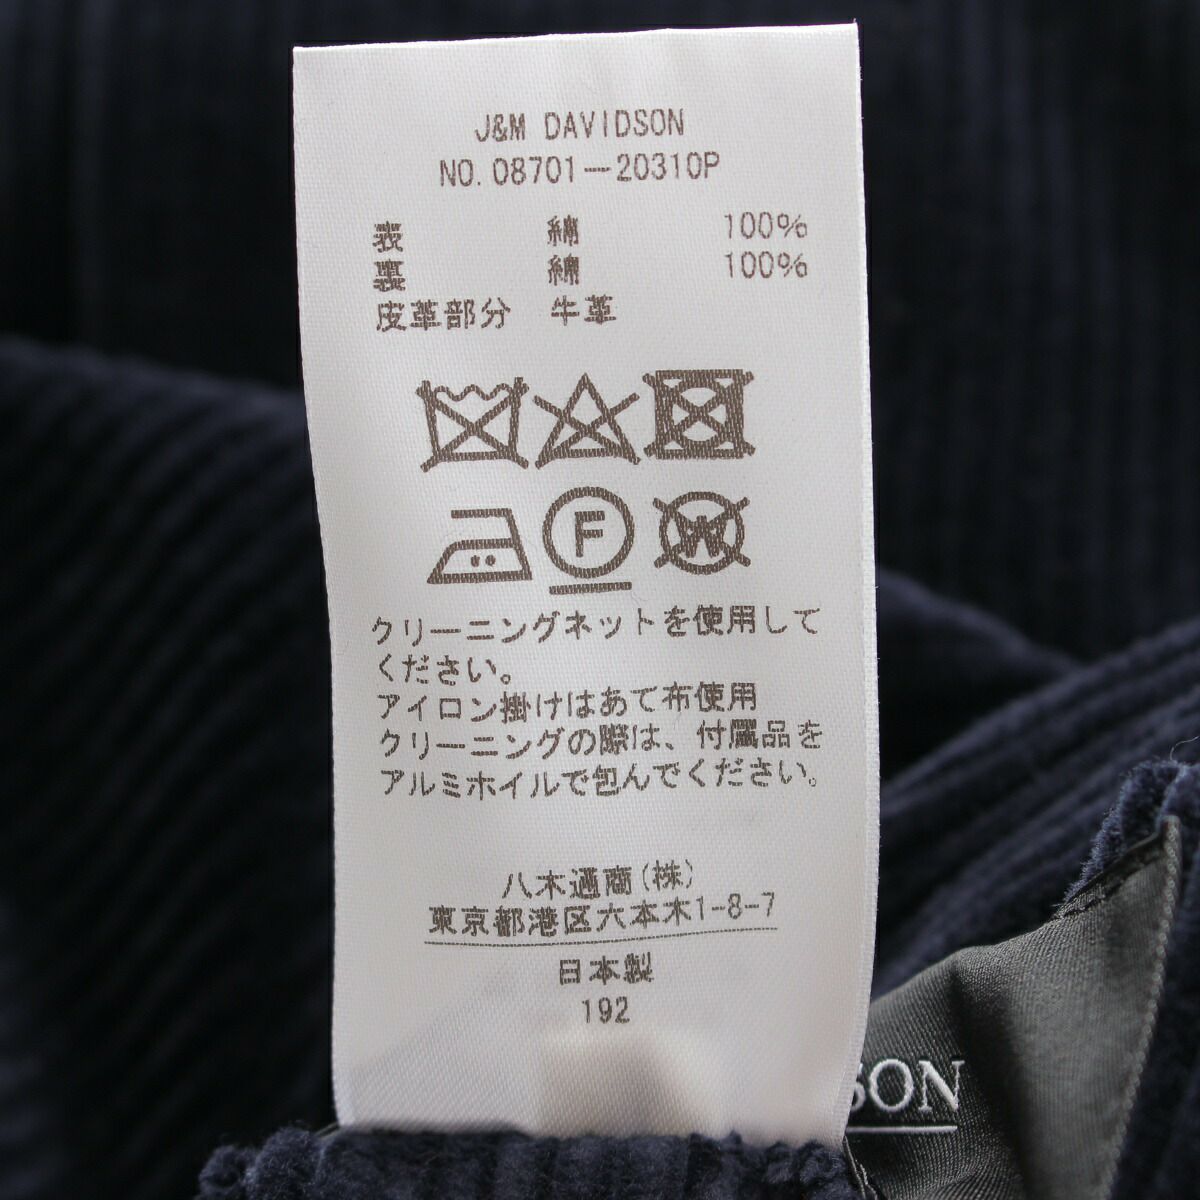 J&M DAVIDSON
NO. 08701-20310P
表 綿 100%
裏 綿 100%
皮革部分 牛革
F
W
クリーニングネットを使用して
ください。
アイロン掛けはあて布使用
クリーニングの際は、付属品を
アルミホイルで包んでください。
八木通商(株)
東京都港区六本木1-8-7
日本製
192
SON